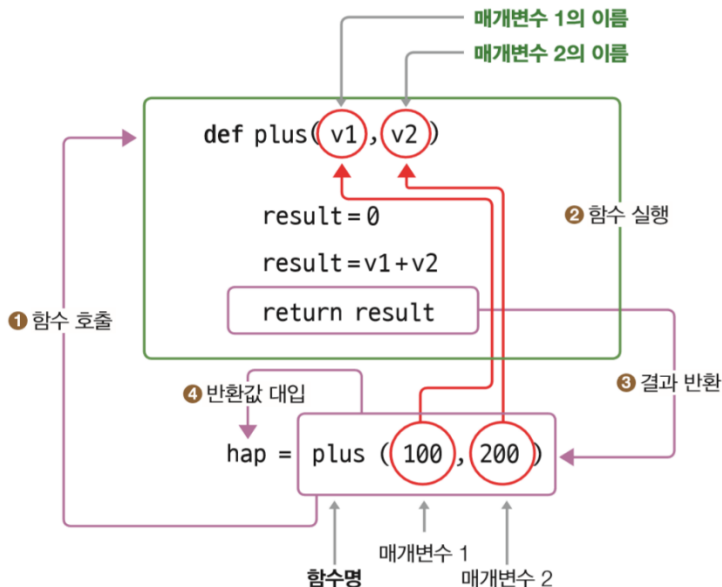 매개변수 1의 이름
매개변수 2의 이름
def plus(v1,v2)
result=0
❷ 함수 실행
result=v1+v2
return result
❶ 함수 호출
❸ 결과 반환
❹ 반환값 대입
hap = plus (100,200)
매개변수 1
함수명
매개변수 2